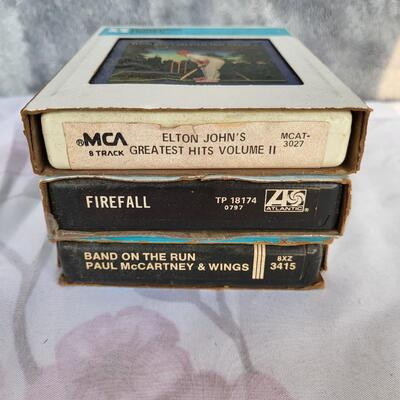 ®MCA
8 TRACK
ELTON JOHN'S
GREATEST HITS VOLUME II
MCAT-
3027
FIREFALL
TP 18174
0797
ATLANTIC
BAND ON THE RUN
PAUL McCARTNEY & WINGS
8XZ
3415